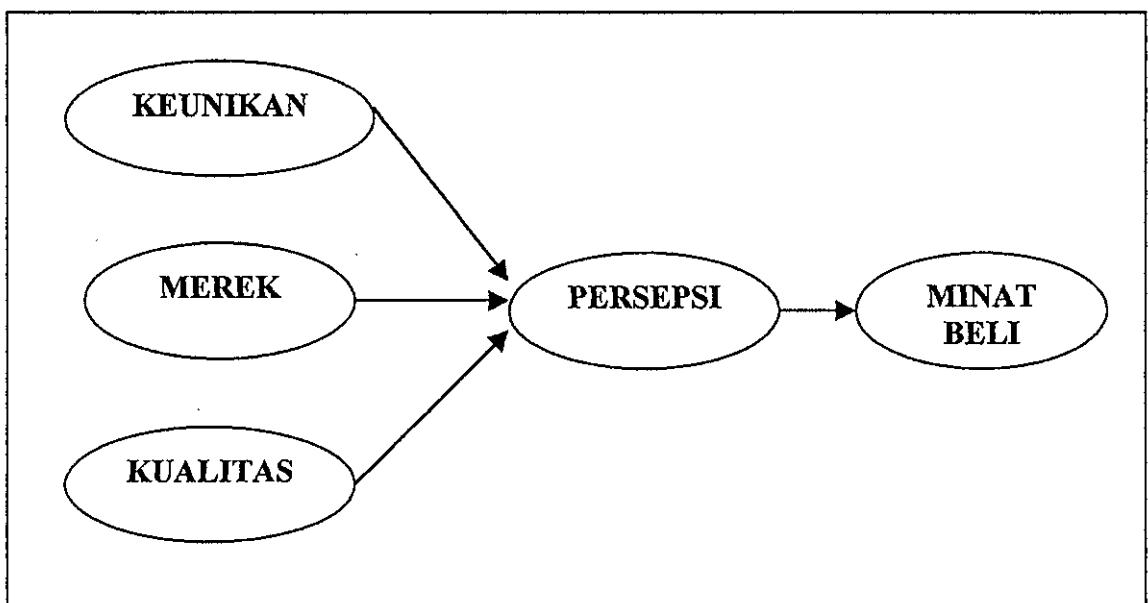 KEUNIKAN
MEREK
KUALITAS
PERSEPSI
MINAT
BELI